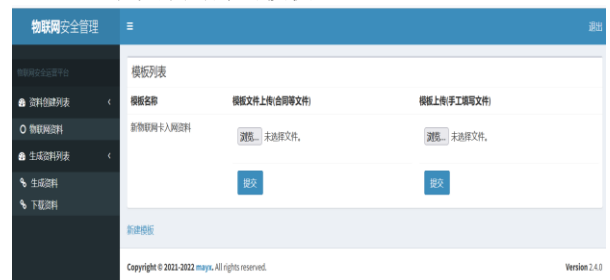 物联网安全管理
退出
物联网安全运营平台
资料创建列表
物联网资料
生成资料列表
生成资料
下载资料
模板列表
模板名称 模板文件上传(合同等文件) 模板上传(手工填写文件)
新物联网卡入网资料 浏览... 未选择文件。 浏览... 未选择文件。
提交 提交
新建模板
Copyright © 2021-2022 mayx. All rights reserved. Version 2.4.0